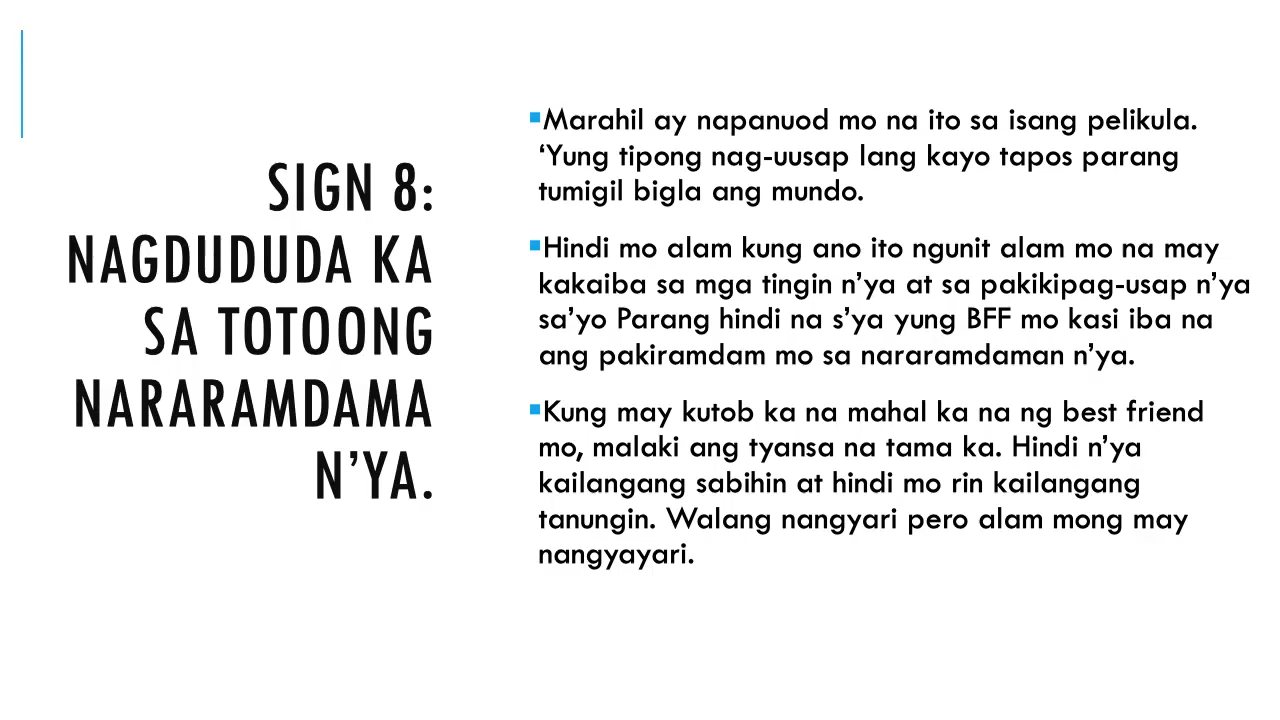 SIGN 8:
NAGDUDUDA KA
SA TOTOONG
NARARAMDAMA
N’YA.
▪Marahil ay napanuod mo na ito sa isang pelikula.
‘Yung tipong nag-uusap lang kayo tapos parang
tumigil bigla ang mundo.
▪Hindi mo alam kung ano ito ngunit alam mo na may
kakaiba sa mga tingin n’ya at sa pakikipag-usap n’ya
sa’yo Parang hindi na s’ya yung BFF mo kasi iba na
ang pakiramdam mo sa nararamdaman n’ya.
▪Kung may kutob ka na mahal ka na ng best friend
mo, malaki ang tyansa na tama ka. Hindi n’ya
kailangang sabihin at hindi mo rin kailangang
tanungin. Walang nangyari pero alam mong may
nangyayari.